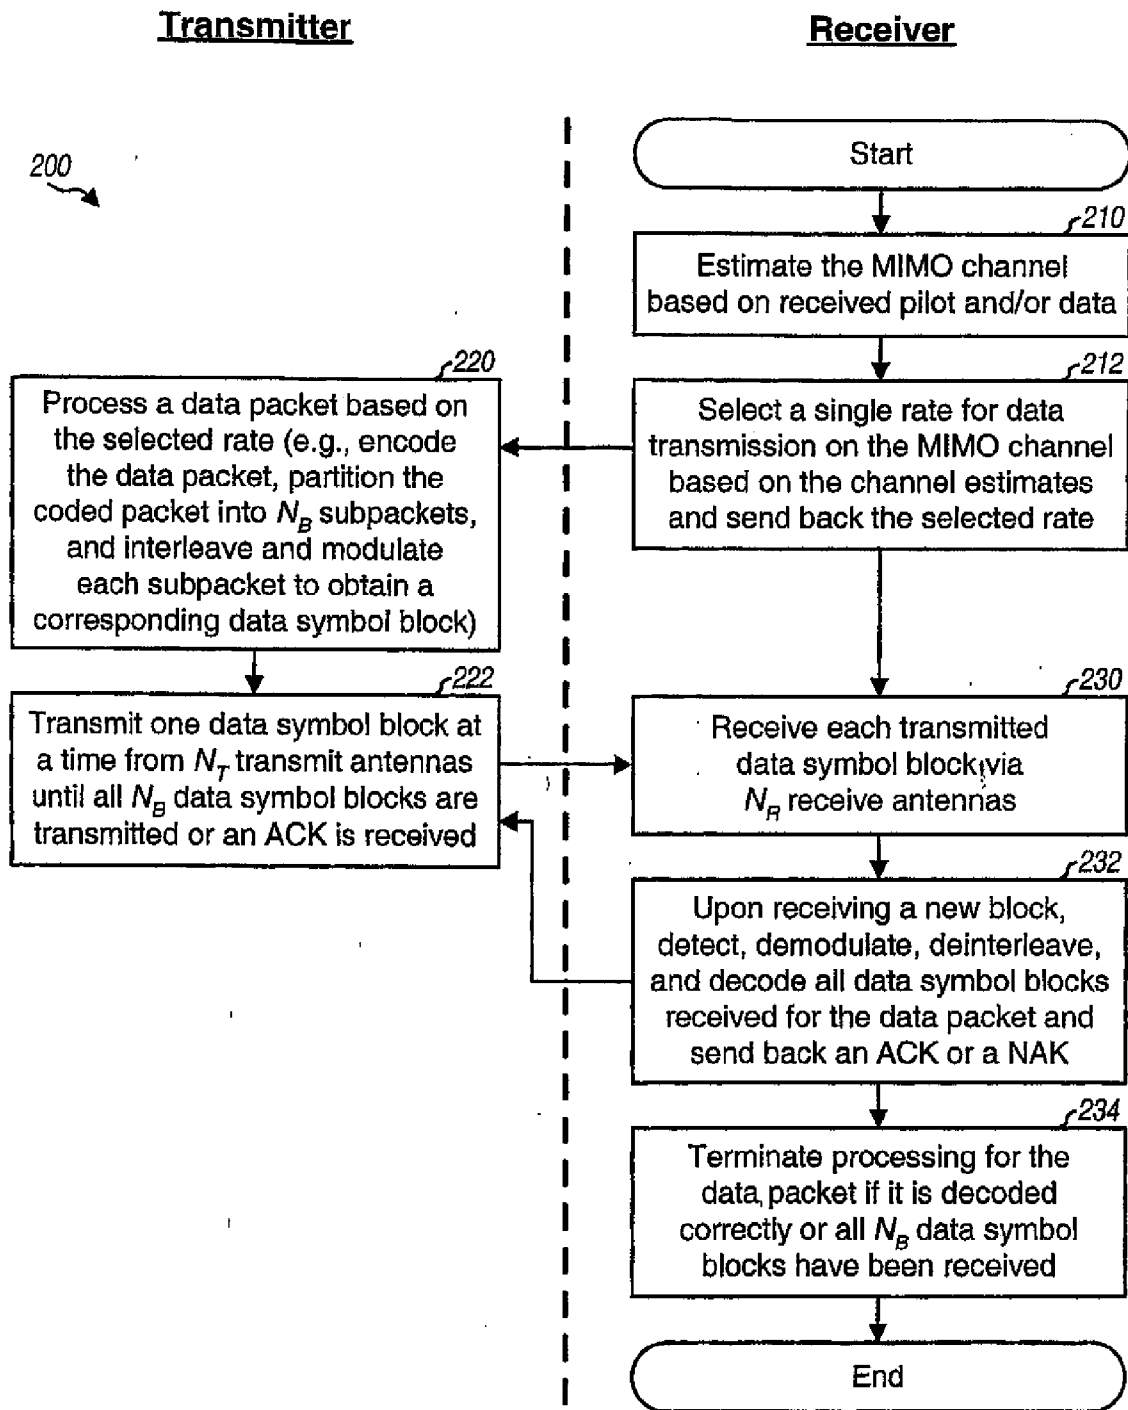 Transmitter
Receiver
200
Start
210
Estimate the MIMO channel
based on received pilot and/or data
220
Process a data packet based on
the selected rate (e.g., encode
the data packet, partition the
coded packet into N_B subpackets,
and interleave and modulate
each subpacket to obtain a
corresponding data symbol block)
212
Select a single rate for data
transmission on the MIMO channel
based on the channel estimates
and send back the selected rate
222
Transmit one data symbol block at
a time from N_T transmit antennas
until all N_B data symbol blocks are
transmitted or an ACK is received
230
Receive each transmitted
data symbol block via
N_R receive antennas
232
Upon receiving a new block,
detect, demodulate, deinterleave,
and decode all data symbol blocks
received for the data packet and
send back an ACK or a NAK
234
Terminate processing for the
data packet if it is decoded
correctly or all N_B data symbol
blocks have been received
End